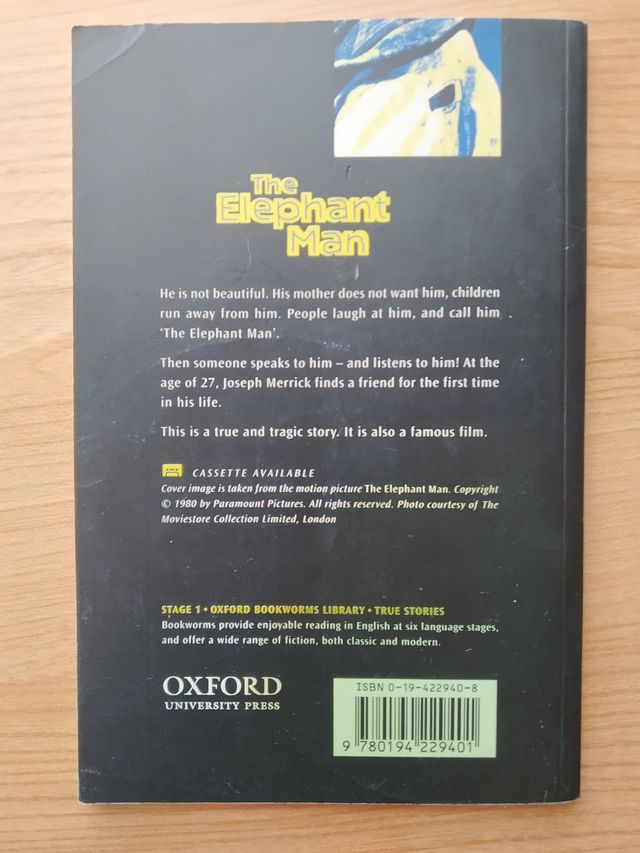 The
Elephant
Man
He is not beautiful. His mother does not want him, children
run away from him. People laugh at him, and call him
'The Elephant Man'.
Then someone speaks to him – and listens to him! At the
age of 27, Joseph Merrick finds a friend for the first time
in his life.
This is a true and tragic story. It is also a famous film.
CASSETTE AVAILABLE
Cover image is taken from the motion picture The Elephant Man. Copyright
© 1980 by Paramount Pictures. All rights reserved. Photo courtesy of The
Moviestore Collection Limited, London
STAGE 1 • OXFORD BOOKWORMS LIBRARY • TRUE STORIES
Bookworms provide enjoyable reading in English at six language stages,
and offer a wide range of fiction, both classic and modern.
OXFORD
UNIVERSITY PRESS
ISBN 0-19-422940-8
9 780194 229401